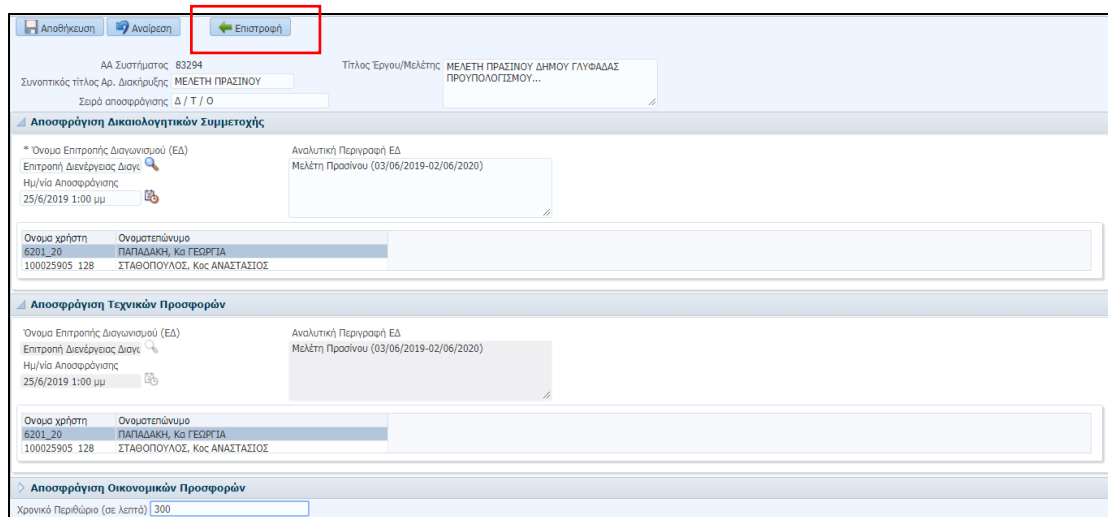 Αποθήκευση Αναίρεση Επιστροφή
ΑΑ Συστήματος 83294 Τίτλος Έργου/Μελέτης ΜΕΛΕΤΗ ΠΡΑΣΙΝΟΥ ΔΗΜΟΥ ΓΛΥΦΑΔΑΣ
ΠΡΟΥΠΟΛΟΓΙΣΜΟΥ...
Συνοπτικός τίτλος Αρ. Διακήρυξης ΜΕΛΕΤΗ ΠΡΑΣΙΝΟΥ
Σειρά αποσφράγισης Δ / Τ / Ο
Αποσφράγιση Δικαιολογητικών Συμμετοχής
* Όνομα Επιτροπής Διαγωνισμού (ΕΔ) Αναλυτική Περιγραφή ΕΔ
Επιτροπή Διενέργειας Διαγι Μελέτη Πρασίνου (03/06/2019-02/06/2020)
Ημ/νία Αποσφράγισης
25/6/2019 1:00 μμ
Ονομα χρήστη Ονοματεπώνυμο
6201_20 ΠΑΠΑΔΑΚΗ, Κα ΓΕΩΡΓΙΑ
100025905_128 ΣΤΑΘΟΠΟΥΛΟΣ, Κος ΑΝΑΣΤΑΣΙΟΣ
Αποσφράγιση Τεχνικών Προσφορών
Όνομα Επιτροπής Διαγωνισμού (ΕΔ) Αναλυτική Περιγραφή ΕΔ
Επιτροπή Διενέργειας Διαγι Μελέτη Πρασίνου (03/06/2019-02/06/2020)
Ημ/νία Αποσφράγισης
25/6/2019 1:00 μμ
Ονομα χρήστη Ονοματεπώνυμο
6201_20 ΠΑΠΑΔΑΚΗ, Κα ΓΕΩΡΓΙΑ
100025905_128 ΣΤΑΘΟΠΟΥΛΟΣ, Κος ΑΝΑΣΤΑΣΙΟΣ
Αποσφράγιση Οικονομικών Προσφορών
Χρονικό Περιθώριο (σε λεπτά) 300